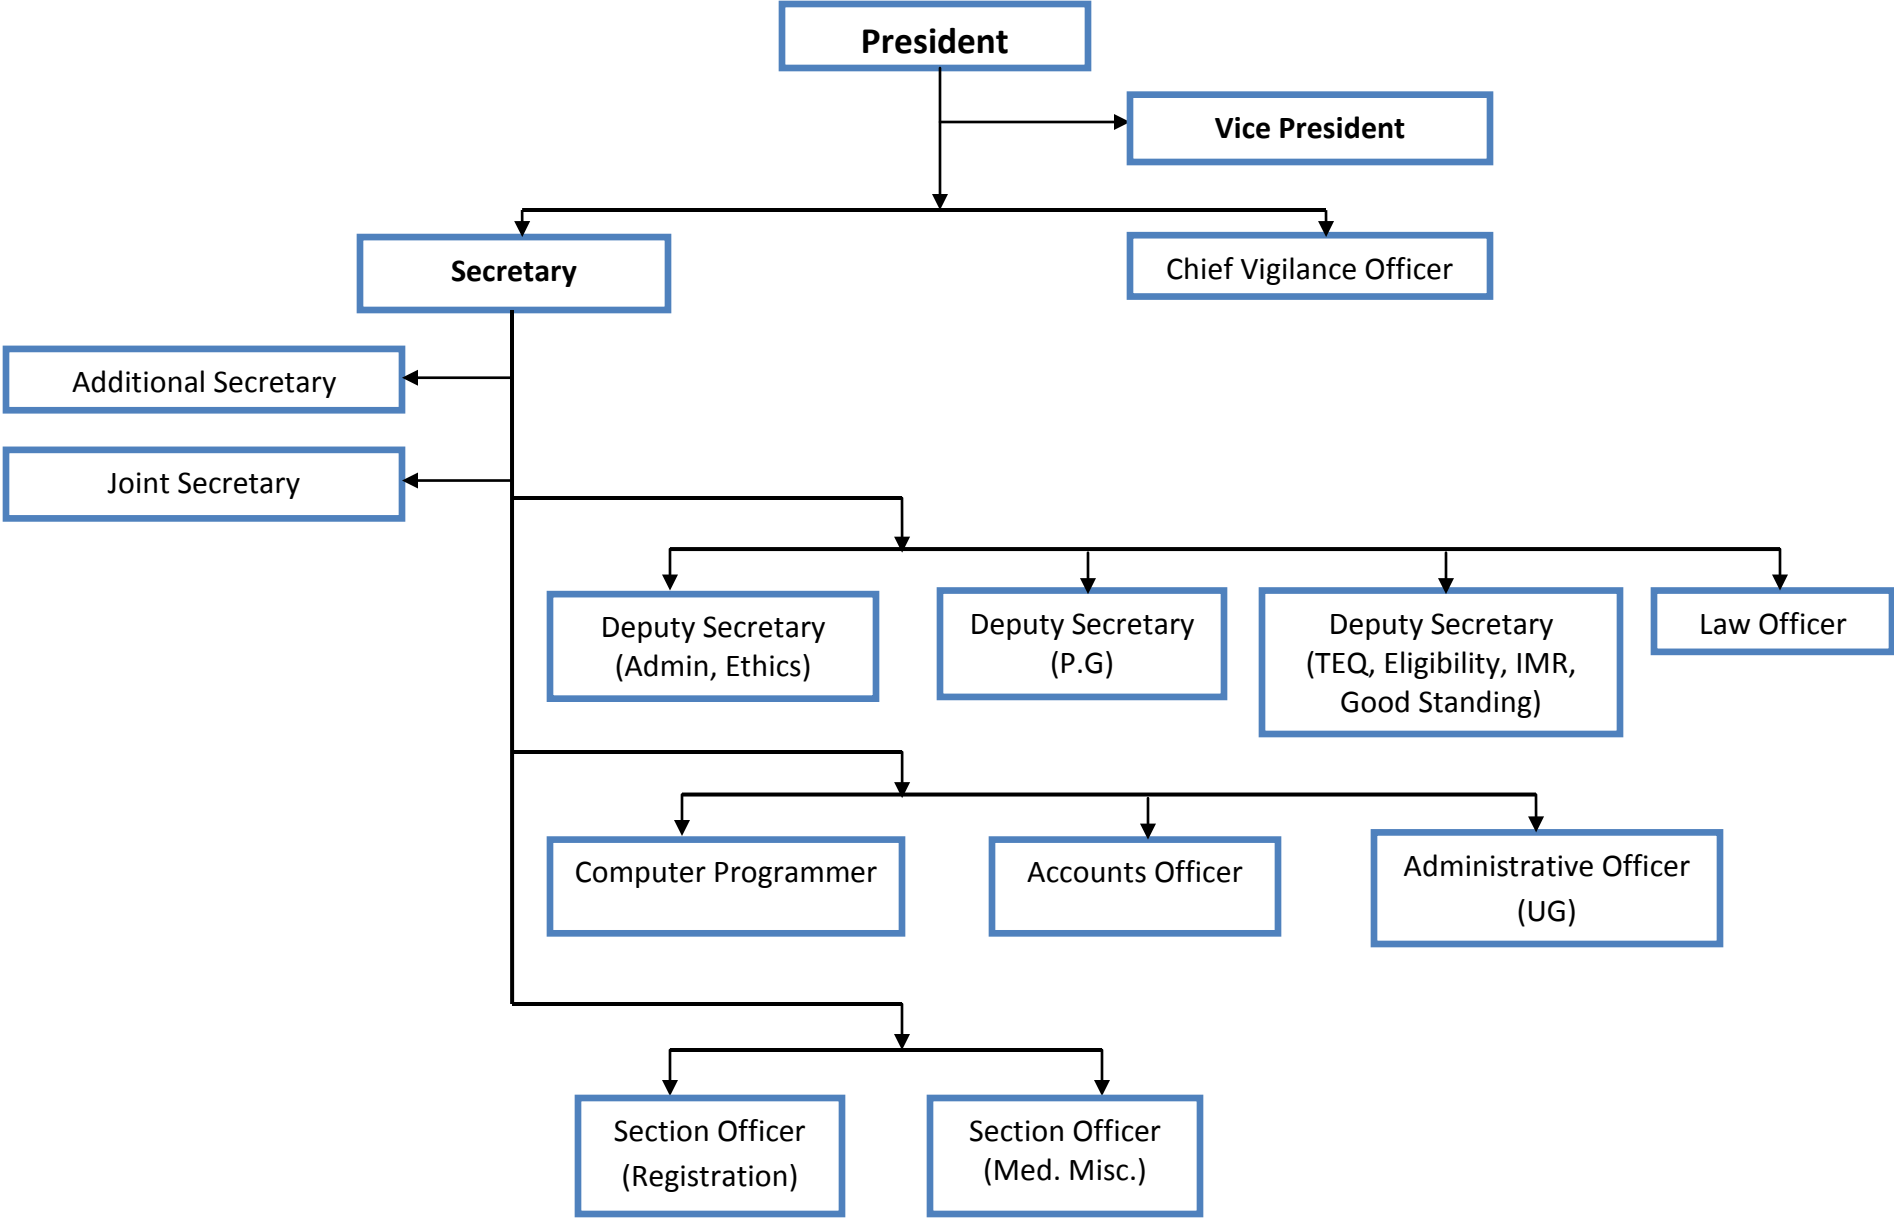 President
Vice President
Secretary
Chief Vigilance Officer
Additional Secretary
Joint Secretary
Deputy Secretary
(Admin, Ethics)
Deputy Secretary
(P.G)
Deputy Secretary
(TEQ, Eligibility, IMR,
Good Standing)
Law Officer
Computer Programmer
Accounts Officer
Administrative Officer
(UG)
Section Officer
(Registration)
Section Officer
(Med. Misc.)